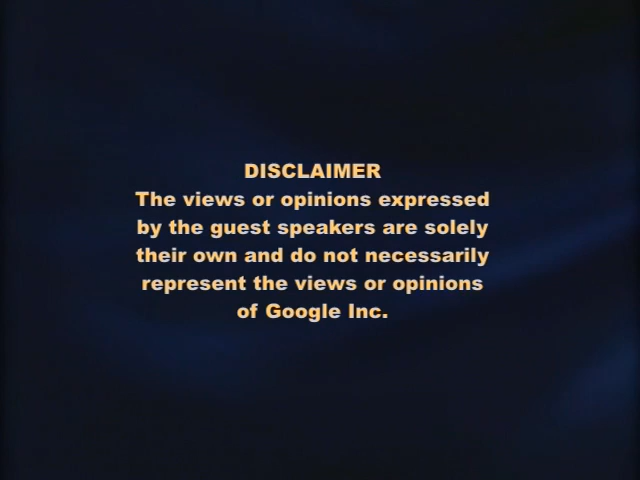 DISCLAIMER
The views or opinions expressed
by the guest speakers are solely
their own and do not necessarily
represent the views or opinions
of Google Inc.